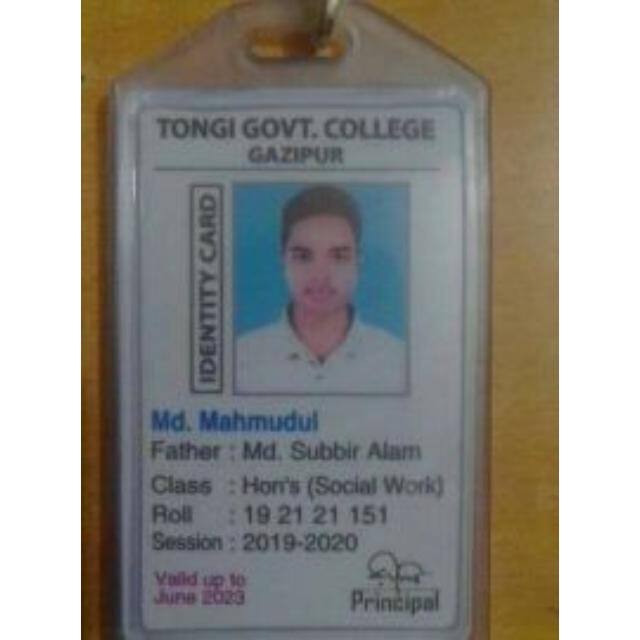 TONGI GOVT. COLLEGE
GAZIPUR
IDENTITY CARD
Md. Mahmudul
Father : Md. Subbir Alam
Class : Hon's (Social Work)
Roll : 19 21 21 151
Session : 2019-2020
Valid up to
June 2023
Principal